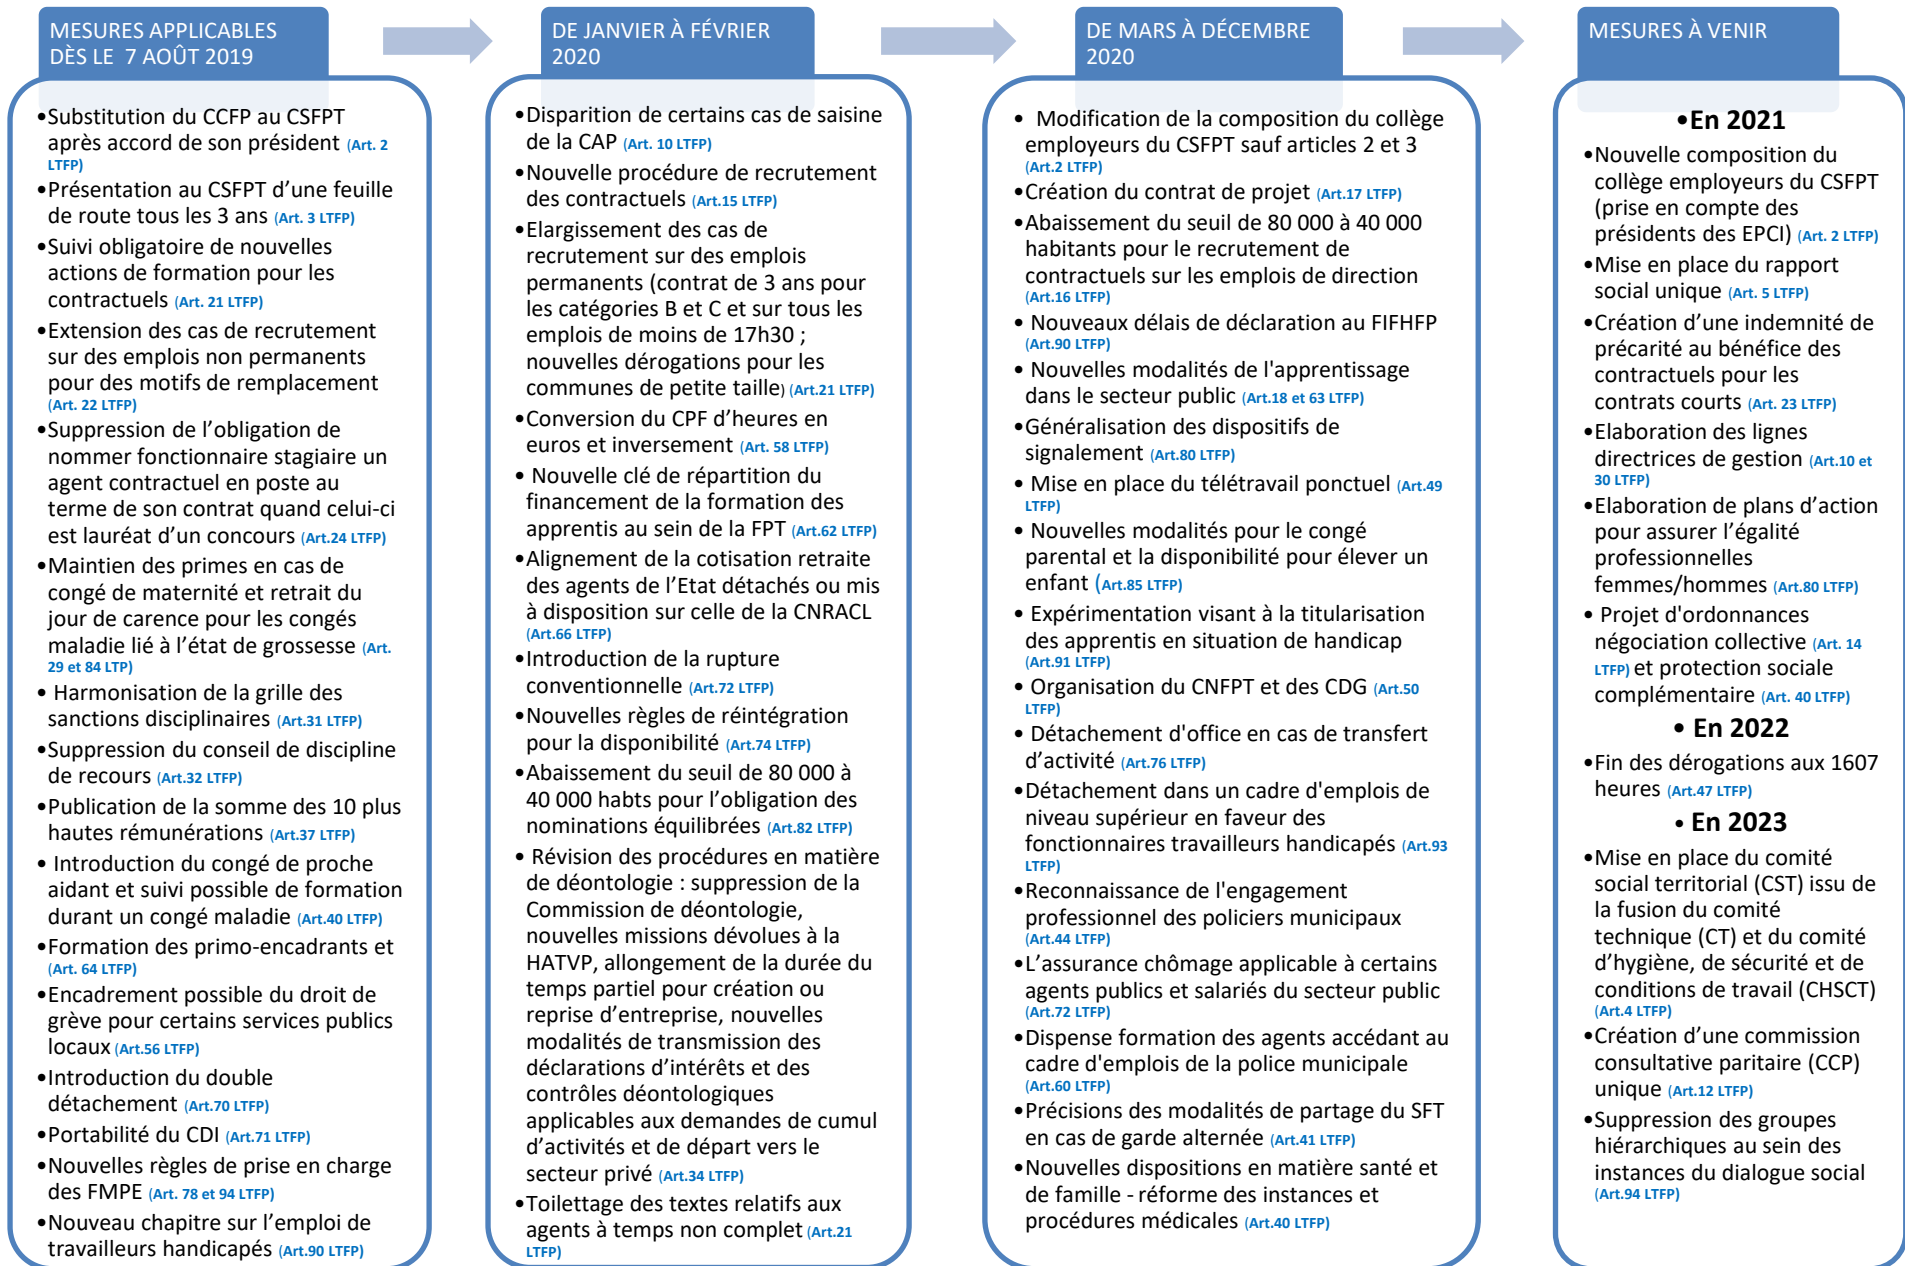 MESURES APPLICABLES
DÈS LE 7 AOÛT 2019
•Substitution du CCFP au CSFPT
après accord de son président (Art. 2
LTFP)
•Présentation au CSFPT d’une feuille
de route tous les 3 ans (Art. 3 LTFP)
•Suivi obligatoire de nouvelles
actions de formation pour les
contractuels (Art. 21 LTFP)
•Extension des cas de recrutement
sur des emplois non permanents
pour des motifs de remplacement
(Art. 22 LTFP)
•Suppression de l’obligation de
nommer fonctionnaire stagiaire un
agent contractuel en poste au
terme de son contrat quand celui-ci
est lauréat d’un concours (Art.24 LTFP)
•Maintien des primes en cas de
congé de maternité et retrait du
jour de carence pour les congés
maladie lié à l’état de grossesse (Art.
29 et 84 LTP)
• Harmonisation de la grille des
sanctions disciplinaires (Art.31 LTFP)
•Suppression du conseil de discipline
de recours (Art.32 LTFP)
•Publication de la somme des 10 plus
hautes rémunérations (Art.37 LTFP)
• Introduction du congé de proche
aidant et suivi possible de formation
durant un congé maladie (Art.40 LTFP)
•Formation des primo-encadrants et
(Art. 64 LTFP)
•Encadrement possible du droit de
grève pour certains services publics
locaux (Art.56 LTFP)
•Introduction du double
détachement (Art.70 LTFP)
•Portabilité du CDI (Art.71 LTFP)
•Nouvelles règles de prise en charge
des FMPE (Art. 78 et 94 LTFP)
•Nouveau chapitre sur l’emploi de
travailleurs handicapés (Art.90 LTFP)
DE JANVIER À FÉVRIER
2020
•Disparition de certains cas de saisine
de la CAP (Art. 10 LTFP)
•Nouvelle procédure de recrutement
des contractuels (Art.15 LTFP)
•Elargissement des cas de
recrutement sur des emplois
permanents (contrat de 3 ans pour
les catégories B et C et sur tous les
emplois de moins de 17h30 ;
nouvelles dérogations pour les
communes de petite taille) (Art.21 LTFP)
•Conversion du CPF d’heures en
euros et inversement (Art. 58 LTFP)
• Nouvelle clé de répartition du
financement de la formation des
apprentis au sein de la FPT (Art.62 LTFP)
•Alignement de la cotisation retraite
des agents de l’Etat détachés ou mis
à disposition sur celle de la CNRACL
(Art.66 LTFP)
•Introduction de la rupture
conventionnelle (Art.72 LTFP)
•Nouvelles règles de réintégration
pour la disponibilité (Art.74 LTFP)
•Abaissement du seuil de 80 000 à
40 000 habts pour l’obligation des
nominations équilibrées (Art.82 LTFP)
• Révision des procédures en matière
de déontologie : suppression de la
Commission de déontologie,
nouvelles missions dévolues à la
HATVP, allongement de la durée du
temps partiel pour création ou
reprise d’entreprise, nouvelles
modalités de transmission des
déclarations d’intérêts et des
contrôles déontologiques
applicables aux demandes de cumul
d’activités et de départ vers le
secteur privé (Art.34 LTFP)
•Toilettage des textes relatifs aux
agents à temps non complet (Art.21
LTFP)
DE MARS À DÉCEMBRE
2020
• Modification de la composition du collège
employeurs du CSFPT sauf articles 2 et 3
(Art.2 LTFP)
•Création du contrat de projet (Art.17 LTFP)
•Abaissement du seuil de 80 000 à 40 000
habitants pour le recrutement de
contractuels sur les emplois de direction
(Art.16 LTFP)
• Nouveaux délais de déclaration au FIFHFP
(Art.90 LTFP)
• Nouvelles modalités de l'apprentissage
dans le secteur public (Art.18 et 63 LTFP)
•Généralisation des dispositifs de
signalement (Art.80 LTFP)
• Mise en place du télétravail ponctuel (Art.49
LTFP)
• Nouvelles modalités pour le congé
parental et la disponibilité pour élever un
enfant (Art.85 LTFP)
• Expérimentation visant à la titularisation
des apprentis en situation de handicap
(Art.91 LTFP)
• Organisation du CNFPT et des CDG (Art.50
LTFP)
• Détachement d'office en cas de transfert
d’activité (Art.76 LTFP)
•Détachement dans un cadre d'emplois de
niveau supérieur en faveur des
fonctionnaires travailleurs handicapés (Art.93
LTFP)
•Reconnaissance de l'engagement
professionnel des policiers municipaux
(Art.44 LTFP)
•L’assurance chômage applicable à certains
agents publics et salariés du secteur public
(Art.72 LTFP)
•Dispense formation des agents accédant au
cadre d'emplois de la police municipale
(Art.60 LTFP)
•Précisions des modalités de partage du SFT
en cas de garde alternée (Art.41 LTFP)
•Nouvelles dispositions en matière santé et
de famille - réforme des instances et
procédures médicales (Art.40 LTFP)
MESURES À VENIR
•En 2021
•Nouvelle composition du
collège employeurs du CSFPT
(prise en compte des
présidents des EPCI) (Art. 2 LTFP)
•Mise en place du rapport
social unique (Art. 5 LTFP)
•Création d’une indemnité de
précarité au bénéfice des
contractuels pour les
contrats courts (Art. 23 LTFP)
•Elaboration des lignes
directrices de gestion (Art.10 et
30 LTFP)
•Elaboration de plans d’action
pour assurer l’égalité
professionnelles
femmes/hommes (Art.80 LTFP)
• Projet d'ordonnances
négociation collective (Art. 14
LTFP) et protection sociale
complémentaire (Art. 40 LTFP)
• En 2022
•Fin des dérogations aux 1607
heures (Art.47 LTFP)
• En 2023
•Mise en place du comité
social territorial (CST) issu de
la fusion du comité
technique (CT) et du comité
d’hygiène, de sécurité et de
conditions de travail (CHSCT)
(Art.4 LTFP)
•Création d’une commission
consultative paritaire (CCP)
unique (Art.12 LTFP)
•Suppression des groupes
hiérarchiques au sein des
instances du dialogue social
(Art.94 LTFP)